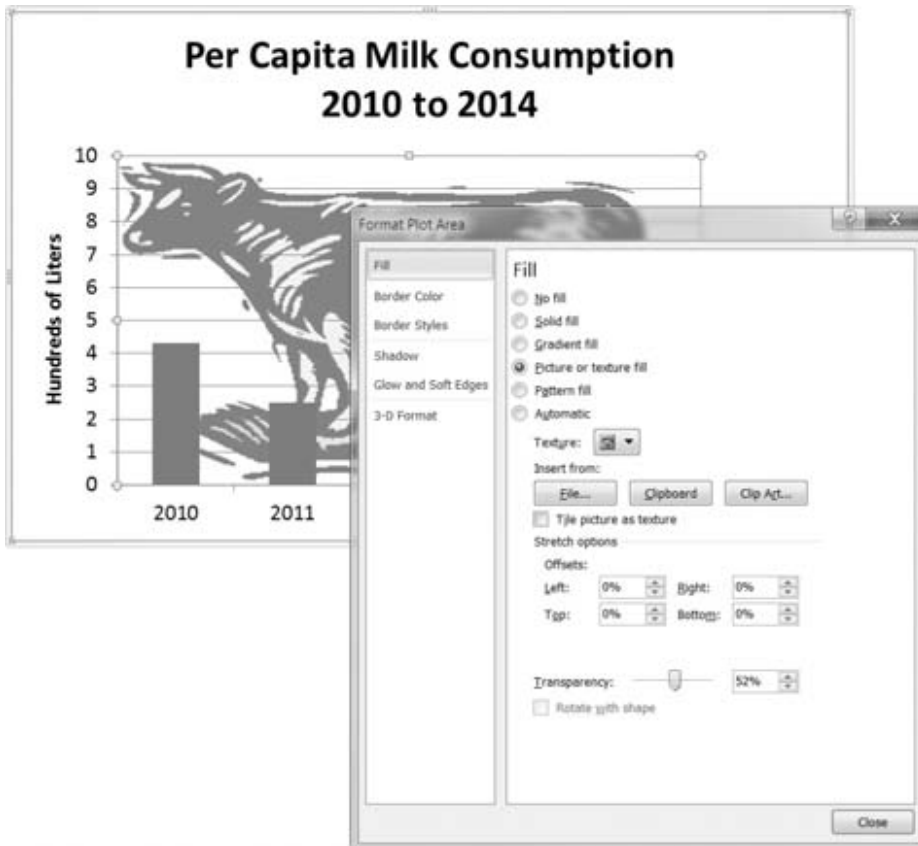 Per Capita Milk Consumption
2010 to 2014
10
9
8
7
6
5
4
3
2
1
0
Hundreds of Liters
2010
2011
Format Plot Area
Fill
Border Color
Border Styles
Shadow
Glow and Soft Edges
3-D Format
Fill
No fill
Solid fill
Gradient fill
Picture or texture fill
Pattern fill
Automatic
Texture:
Insert from:
File... Clipboard Clip Art...
Tile picture as texture
Stretch options
Offsets:
Left: 0% Right: 0%
Top: 0% Bottom: 0%
Transparency: 52%
Rotate with shape
Close